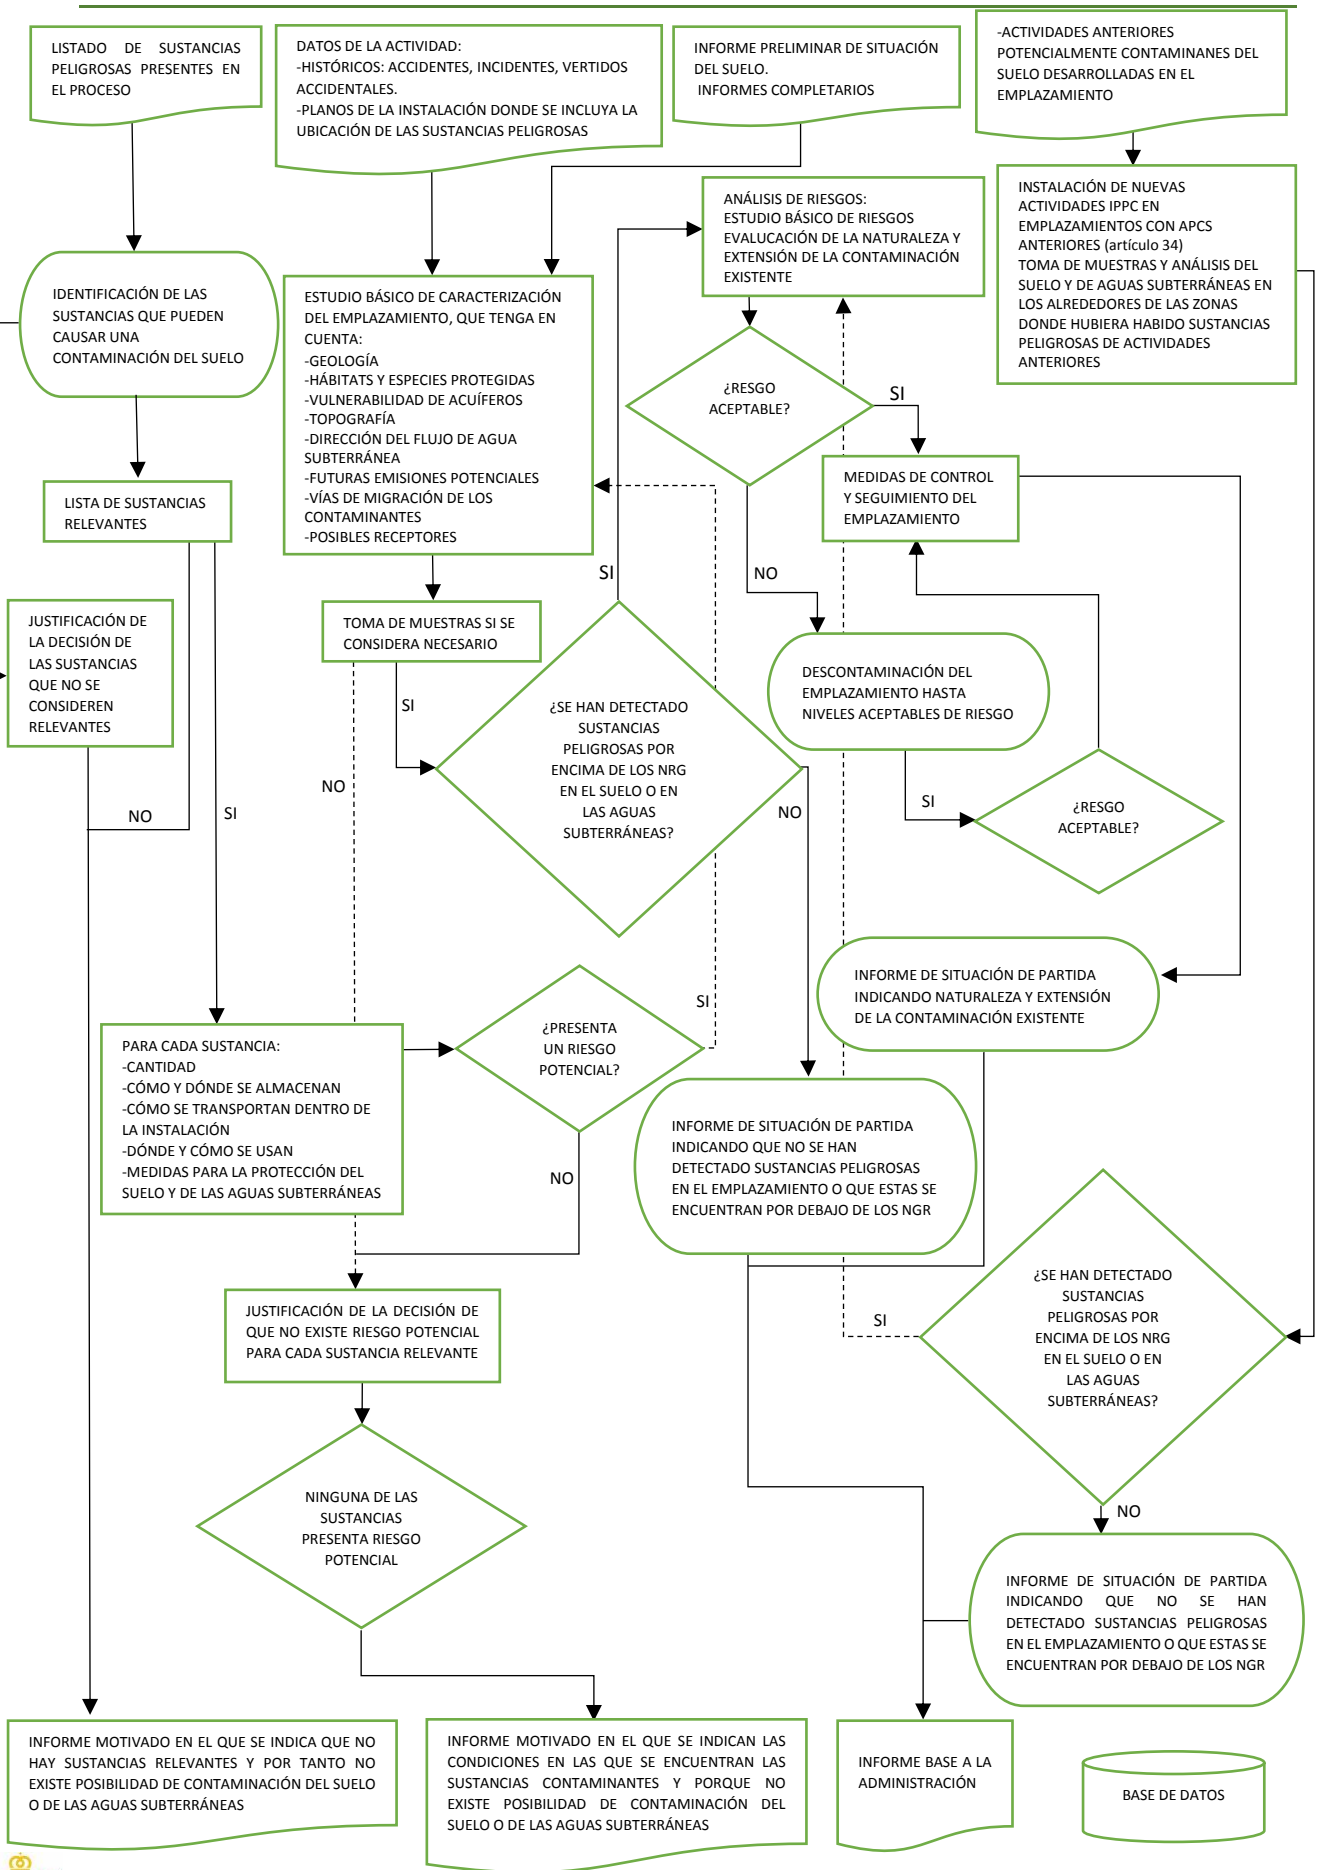 LISTADO DE SUSTANCIAS
PELIGROSAS PRESENTES EN
EL PROCESO
DATOS DE LA ACTIVIDAD:
-HISTÓRICOS: ACCIDENTES, INCIDENTES, VERTIDOS
ACCIDENTALES.
-PLANOS DE LA INSTALACIÓN DONDE SE INCLUYA LA
UBICACIÓN DE LAS SUSTANCIAS PELIGROSAS
INFORME PRELIMINAR DE SITUACIÓN
DEL SUELO.
INFORMES COMPLETARIOS
-ACTIVIDADES ANTERIORES
POTENCIALMENTE CONTAMINANES DEL
SUELO DESARROLLADAS EN EL
EMPLAZAMIENTO
IDENTIFICACIÓN DE LAS
SUSTANCIAS QUE PUEDEN
CAUSAR UNA
CONTAMINACIÓN DEL SUELO
ESTUDIO BÁSICO DE CARACTERIZACIÓN
DEL EMPLAZAMIENTO, QUE TENGA EN
CUENTA:
-GEOLOGÍA
-HÁBITATS Y ESPECIES PROTEGIDAS
-VULNERABILIDAD DE ACUÍFEROS
-TOPOGRAFÍA
-DIRECCIÓN DEL FLUJO DE AGUA
SUBTERRÁNEA
-FUTURAS EMISIONES POTENCIALES
-VÍAS DE MIGRACIÓN DE LOS
CONTAMINANTES
-POSIBLES RECEPTORES
ANÁLISIS DE RIESGOS:
ESTUDIO BÁSICO DE RIESGOS
EVALUCACIÓN DE LA NATURALEZA Y
EXTENSIÓN DE LA CONTAMINACIÓN
EXISTENTE
INSTALACIÓN DE NUEVAS
ACTIVIDADES IPPC EN
EMPLAZAMIENTOS CON APCS
ANTERIORES (artículo 34)
TOMA DE MUESTRAS Y ANÁLISIS DEL
SUELO Y DE AGUAS SUBTERRÁNEAS EN
LOS ALREDEDORES DE LAS ZONAS
DONDE HUBIERA HABIDO SUSTANCIAS
PELIGROSAS DE ACTIVIDADES
ANTERIORES
¿RESGO
ACEPTABLE?
SI
NO
MEDIDAS DE CONTROL
Y SEGUIMIENTO DEL
EMPLAZAMIENTO
LISTA DE SUSTANCIAS
RELEVANTES
SI
JUSTIFICACIÓN DE
LA DECISIÓN DE
LAS SUSTANCIAS
QUE NO SE
CONSIDEREN
RELEVANTES
NO
SI
TOMA DE MUESTRAS SI SE
CONSIDERA NECESARIO
SI
NO
¿SE HAN DETECTADO
SUSTANCIAS
PELIGROSAS POR
ENCIMA DE LOS NRG
EN EL SUELO O EN
LAS AGUAS
SUBTERRÁNEAS?
NO
DESCONTAMINACIÓN DEL
EMPLAZAMIENTO HASTA
NIVELES ACEPTABLES DE RIESGO
SI
¿RESGO
ACEPTABLE?
INFORME DE SITUACIÓN DE PARTIDA
INDICANDO NATURALEZA Y EXTENSIÓN
DE LA CONTAMINACIÓN EXISTENTE
PARA CADA SUSTANCIA:
-CANTIDAD
-CÓMO Y DÓNDE SE ALMACENAN
-CÓMO SE TRANSPORTAN DENTRO DE
LA INSTALACIÓN
-DÓNDE Y CÓMO SE USAN
-MEDIDAS PARA LA PROTECCIÓN DEL
SUELO Y DE LAS AGUAS SUBTERRÁNEAS
¿PRESENTA
UN RIESGO
POTENCIAL?
SI
NO
INFORME DE SITUACIÓN DE PARTIDA
INDICANDO QUE NO SE HAN
DETECTADO SUSTANCIAS PELIGROSAS
EN EL EMPLAZAMIENTO O QUE ESTAS SE
ENCUENTRAN POR DEBAJO DE LOS NGR
JUSTIFICACIÓN DE LA DECISIÓN DE
QUE NO EXISTE RIESGO POTENCIAL
PARA CADA SUSTANCIA RELEVANTE
SI
¿SE HAN DETECTADO
SUSTANCIAS
PELIGROSAS POR
ENCIMA DE LOS NRG
EN EL SUELO O EN
LAS AGUAS
SUBTERRÁNEAS?
NO
NINGUNA DE LAS
SUSTANCIAS
PRESENTA RIESGO
POTENCIAL
INFORME DE SITUACIÓN DE PARTIDA
INDICANDO QUE NO SE HAN
DETECTADO SUSTANCIAS PELIGROSAS
EN EL EMPLAZAMIENTO O QUE ESTAS SE
ENCUENTRAN POR DEBAJO DE LOS NGR
INFORME MOTIVADO EN EL QUE SE INDICA QUE NO
HAY SUSTANCIAS RELEVANTES Y POR TANTO NO
EXISTE POSIBILIDAD DE CONTAMINACIÓN DEL SUELO
O DE LAS AGUAS SUBTERRÁNEAS
INFORME MOTIVADO EN EL QUE SE INDICAN LAS
CONDICIONES EN LAS QUE SE ENCUENTRAN LAS
SUSTANCIAS CONTAMINANTES Y PORQUE NO
EXISTE POSIBILIDAD DE CONTAMINACIÓN DEL
SUELO O DE LAS AGUAS SUBTERRÁNEAS
INFORME BASE A LA
ADMINISTRACIÓN
BASE DE DATOS